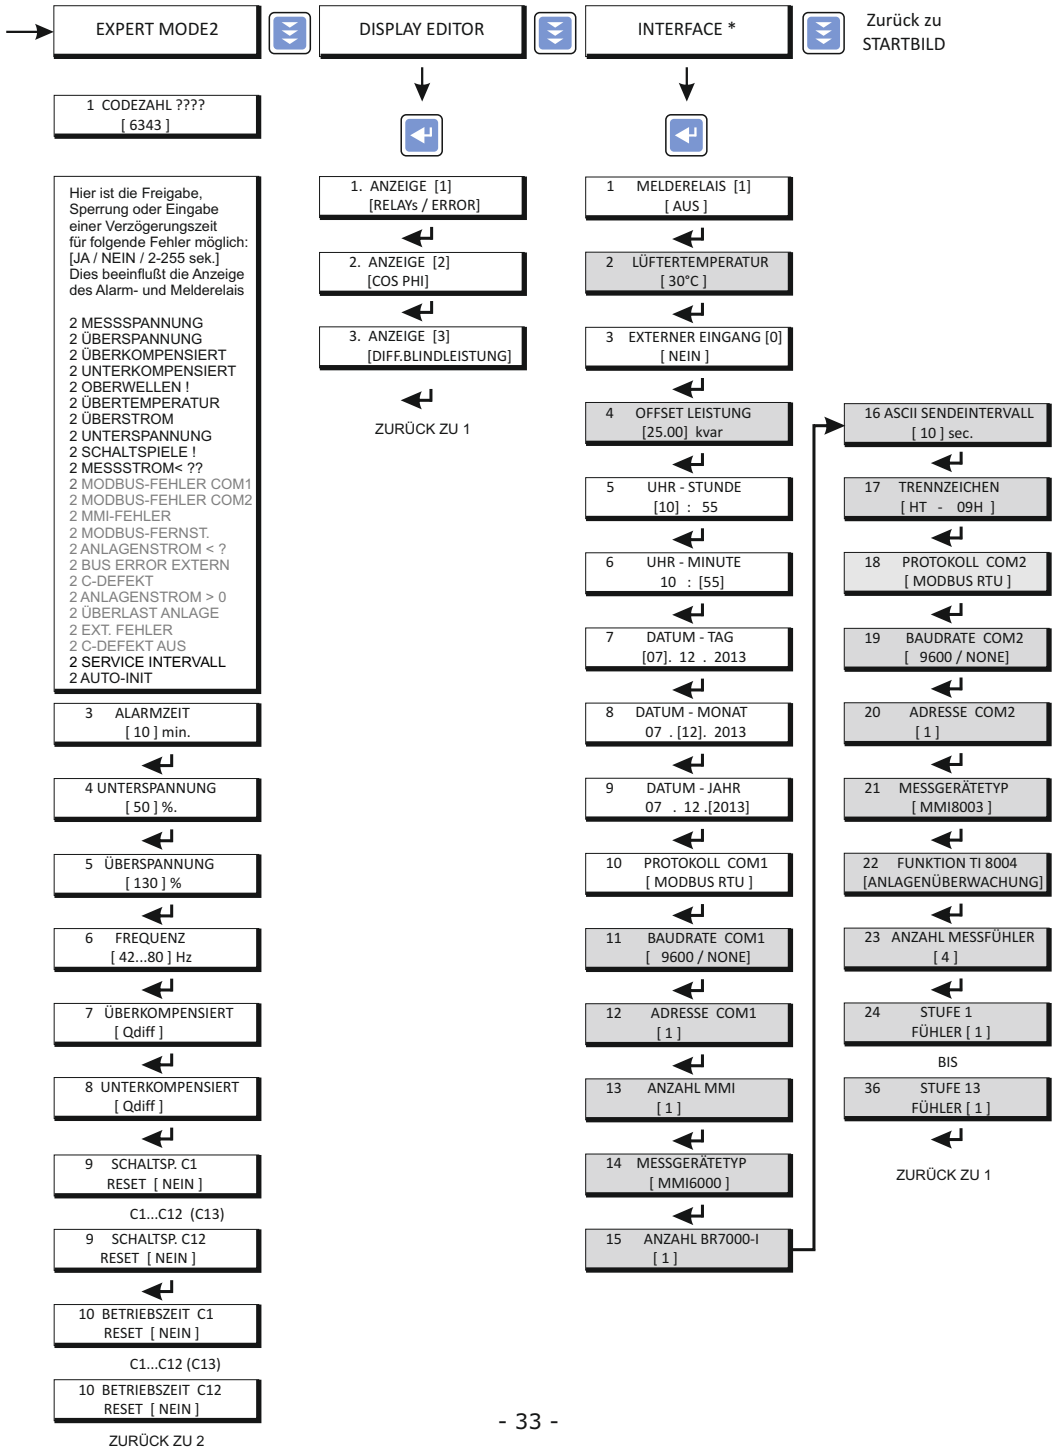 EXPERT MODE2
DISPLAY EDITOR
INTERFACE *
Zurück zu
STARTBILD
1 CODEZAHL ????
[ 6343 ]
Hier ist die Freigabe,
Sperrung oder Eingabe
einer Verzögerungszeit
für folgende Fehler möglich:
[JA / NEIN / 2-255 sek.]
Dies beeinflußt die Anzeige
des Alarm- und Melderelais
2 MESSSPANNUNG
2 ÜBERSPANNUNG
2 ÜBERKOMPENSIERT
2 UNTERKOMPENSIERT
2 OBERWELLEN !
2 ÜBERTEMPERATUR
2 ÜBERSTROM
2 UNTERSPANNUNG
2 SCHALTSPIELE !
2 MESSSTROM< ??
2 MODBUS-FEHLER COM1
2 MODBUS-FEHLER COM2
2 MMI-FEHLER
2 MODBUS-FERNST.
2 ANLAGENSTROM < ?
2 BUS ERROR EXTERN
2 C-DEFEKT
2 ANLAGENSTROM > 0
2 ÜBERLAST ANLAGE
2 EXT. FEHLER
2 C-DEFEKT AUS
2 SERVICE INTERVALL
2 AUTO-INIT
3 ALARMZEIT
[ 10 ] min.
4 UNTERSPANNUNG
[ 50 ] %.
5 ÜBERSPANNUNG
[ 130 ] %
6 FREQUENZ
[ 42...80 ] Hz
7 ÜBERKOMPENSIERT
[ Qdiff ]
8 UNTERKOMPENSIERT
[ Qdiff ]
9 SCHALTSP. C1
RESET [ NEIN ]
C1...C12 (C13)
9 SCHALTSP. C12
RESET [ NEIN ]
10 BETRIEBSZEIT C1
RESET [ NEIN ]
C1...C12 (C13)
10 BETRIEBSZEIT C12
RESET [ NEIN ]
ZURÜCK ZU 2
1. ANZEIGE [1]
[RELAYs / ERROR]
2. ANZEIGE [2]
[COS PHI]
3. ANZEIGE [3]
[DIFF.BLINDLEISTUNG]
ZURÜCK ZU 1
1 MELDERELAIS [1]
[ AUS ]
2 LÜFTERTEMPERATUR
[ 30°C ]
3 EXTERNER EINGANG [0]
[ NEIN ]
4 OFFSET LEISTUNG
[25.00] kvar
5 UHR - STUNDE
[10] : 55
6 UHR - MINUTE
10 : [55]
7 DATUM - TAG
[07]. 12 . 2013
8 DATUM - MONAT
07 . [12]. 2013
9 DATUM - JAHR
07 . 12 .[2013]
10 PROTOKOLL COM1
[ MODBUS RTU ]
11 BAUDRATE COM1
[ 9600 / NONE]
12 ADRESSE COM1
[ 1 ]
13 ANZAHL MMI
[ 1 ]
14 MESSGERÄTETYP
[ MMI6000 ]
15 ANZAHL BR7000-I
[ 1 ]
16 ASCII SENDEINTERVALL
[ 10 ] sec.
17 TRENNZEICHEN
[ HT - 09H ]
18 PROTOKOLL COM2
[ MODBUS RTU ]
19 BAUDRATE COM2
[ 9600 / NONE]
20 ADRESSE COM2
[ 1 ]
21 MESSGERÄTETYP
[ MMI8003 ]
22 FUNKTION TI 8004
[ANLAGENÜBERWACHUNG]
23 ANZAHL MESSFÜHLER
[ 4 ]
24 STUFE 1
FÜHLER [ 1 ]
BIS
36 STUFE 13
FÜHLER [ 1 ]
ZURÜCK ZU 1
- 33 -